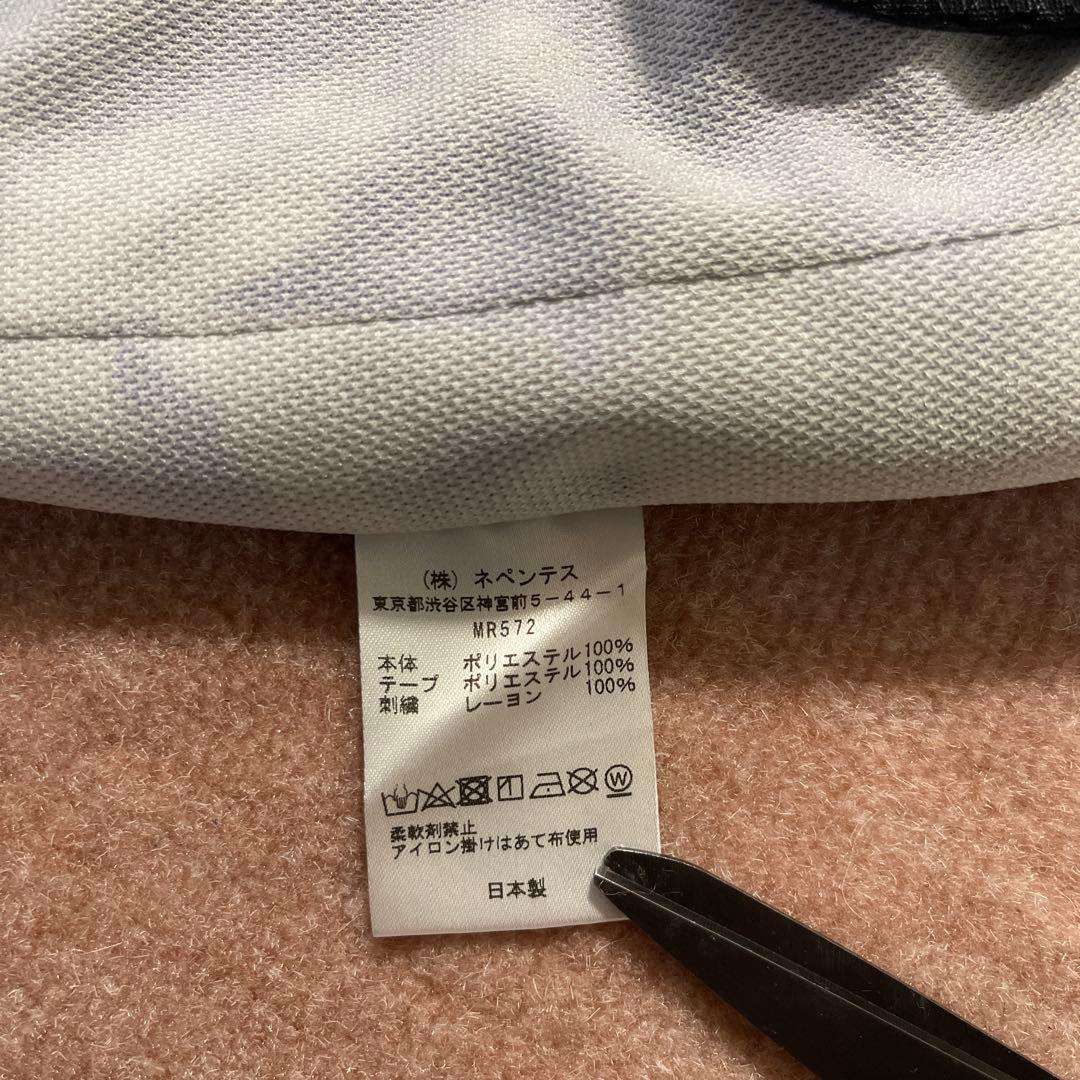 （株）ネペンテス
東京都渋谷区神宮前5－44－1
MR572
本体 ポリエステル100%
テープ ポリエステル100%
刺繍 レーヨン 100%
W
柔軟剤禁止
アイロン掛けはあて布使用
日本製